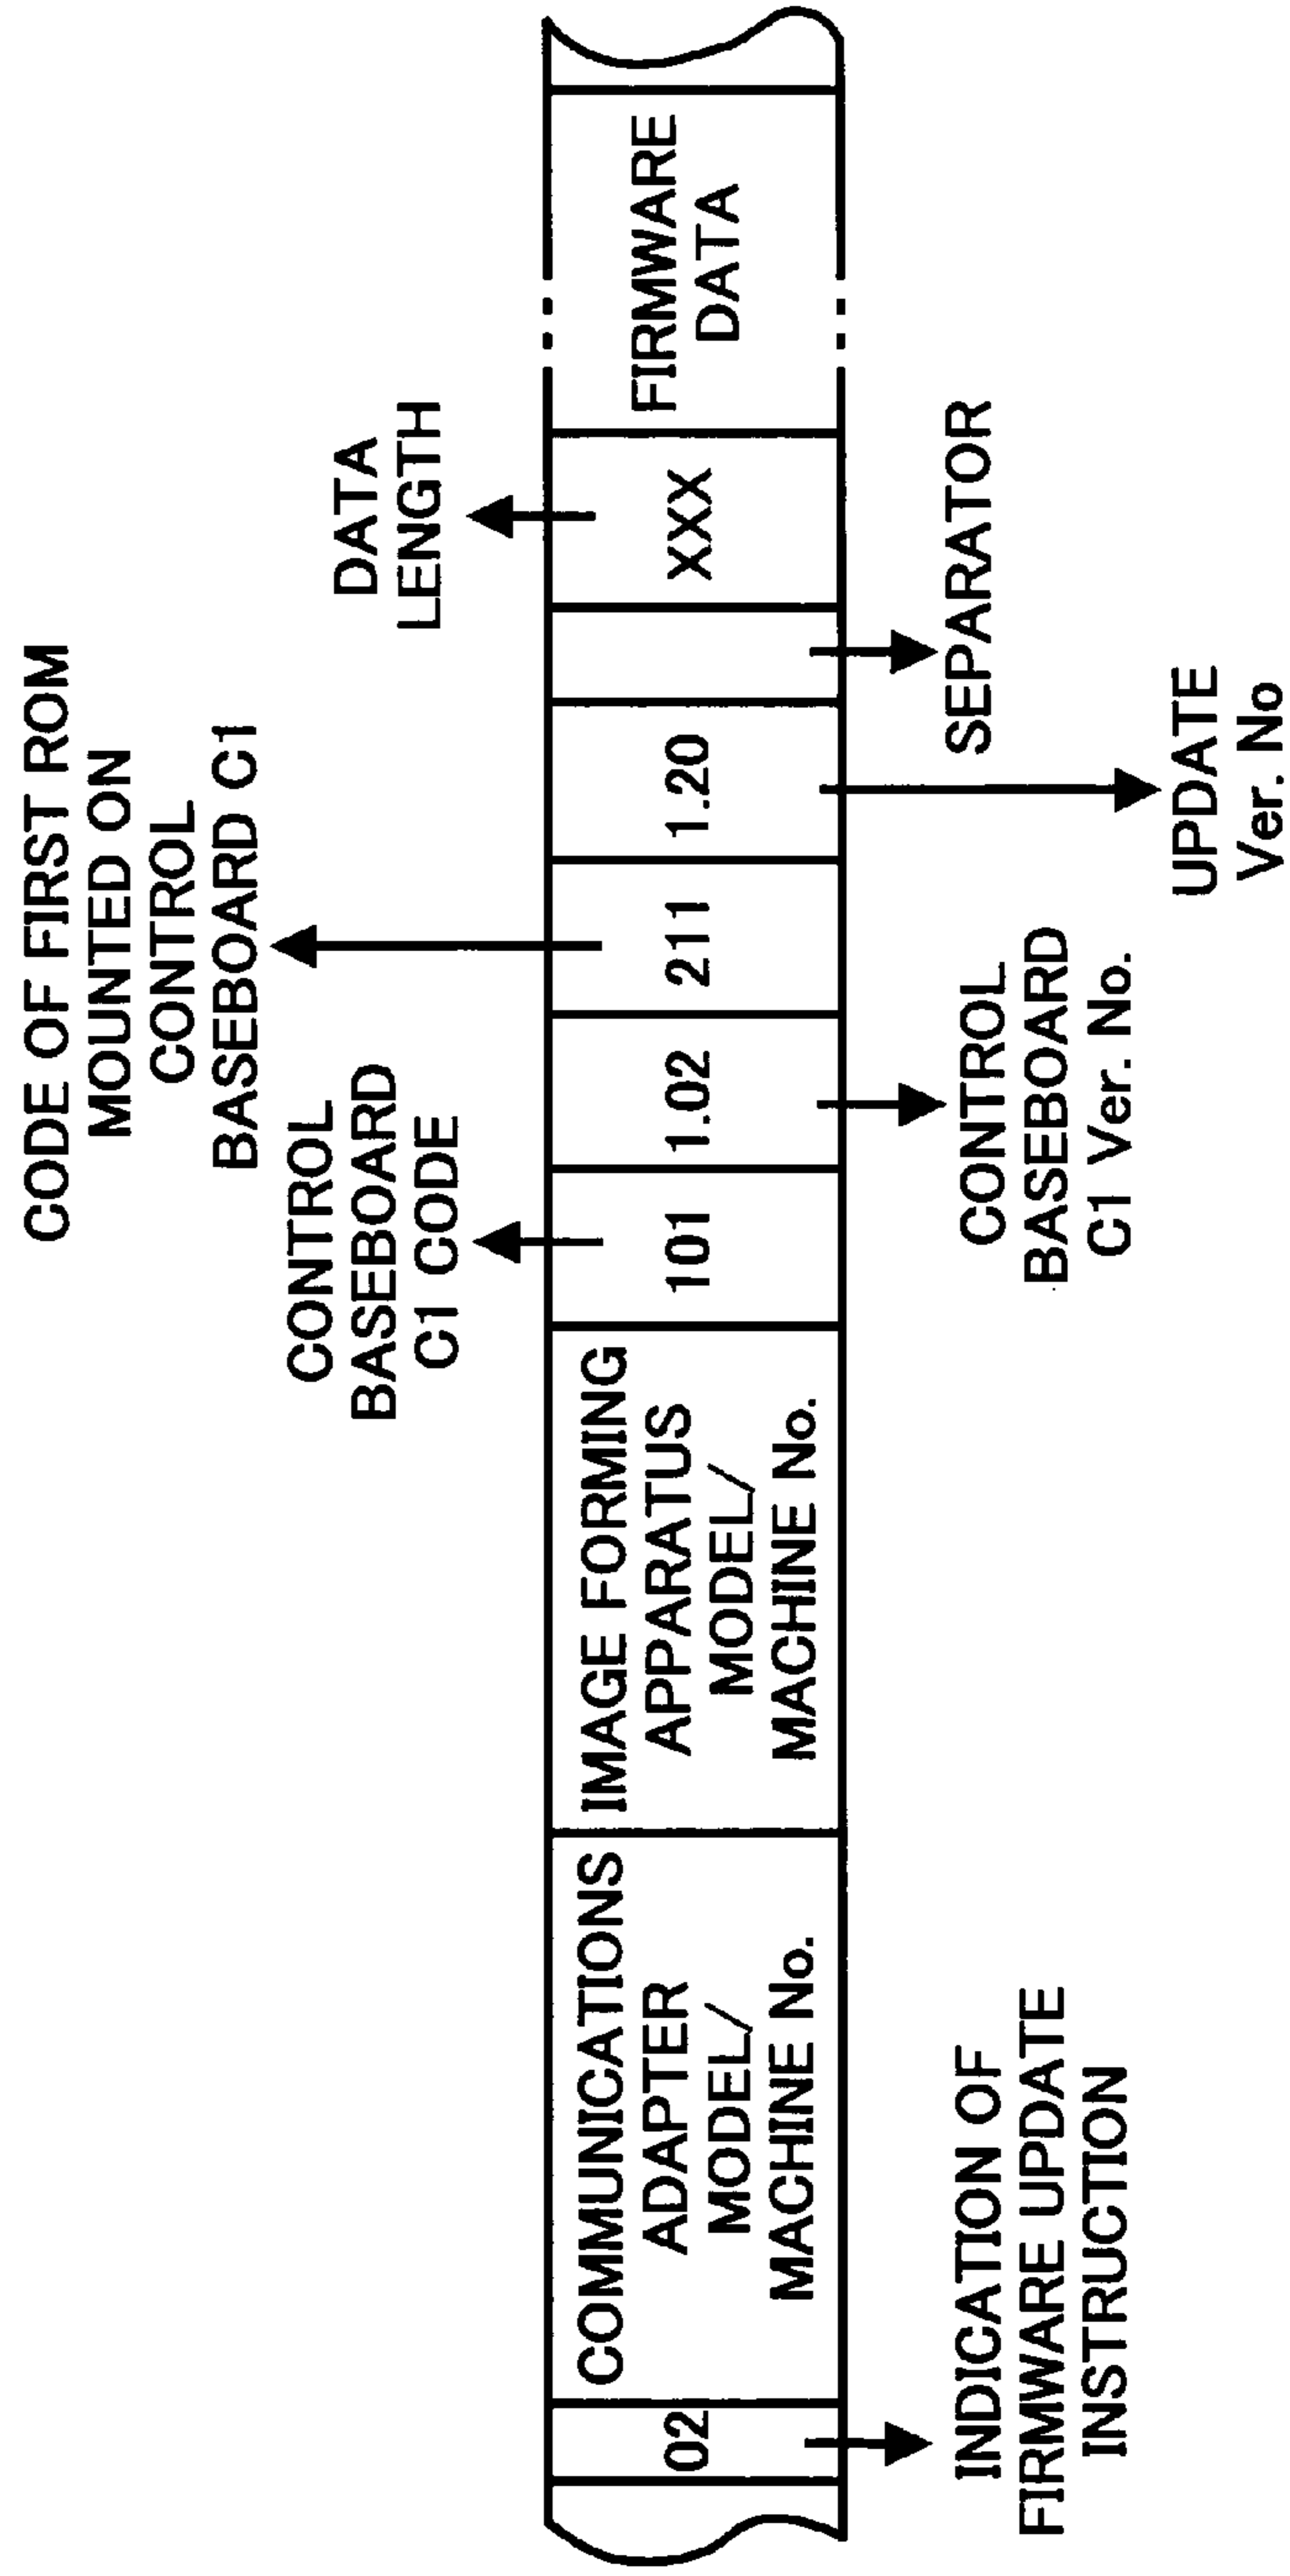 CODE OF FIRST ROM
MOUNTED ON
CONTROL
BASEBOARD C1
CONTROL
BASEBOARD
C1 CODE
DATA
LENGTH
02
COMMUNICATIONS
ADAPTER
MODEL/
MACHINE No.
IMAGE FORMING
APPARATUS
MODEL/
MACHINE No.
101
1.02
211
1.20
XXX
FIRMWARE
DATA
INDICATION OF
FIRMWARE UPDATE
INSTRUCTION
CONTROL
BASEBOARD
C1 Ver. No.
SEPARATOR
UPDATE
Ver. No